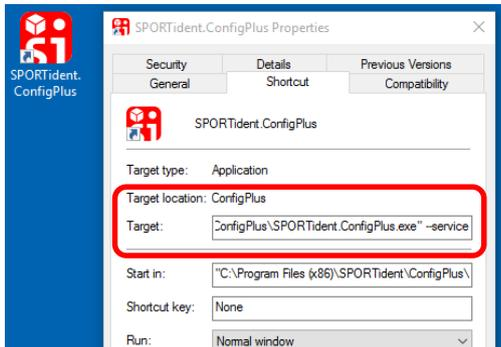 SPORTident.
ConfigPlus
SPORTident.ConfigPlus Properties
Security Details Previous Versions
General Shortcut Compatibility
SPORTident.ConfigPlus
Target type: Application
Target location: ConfigPlus
Target: ConfigPlus\SPORTident.ConfigPlus.exe" --service
Start in: "C:\Program Files (x86)\SPORTident\ConfigPlus\
Shortcut key: None
Run: Normal window